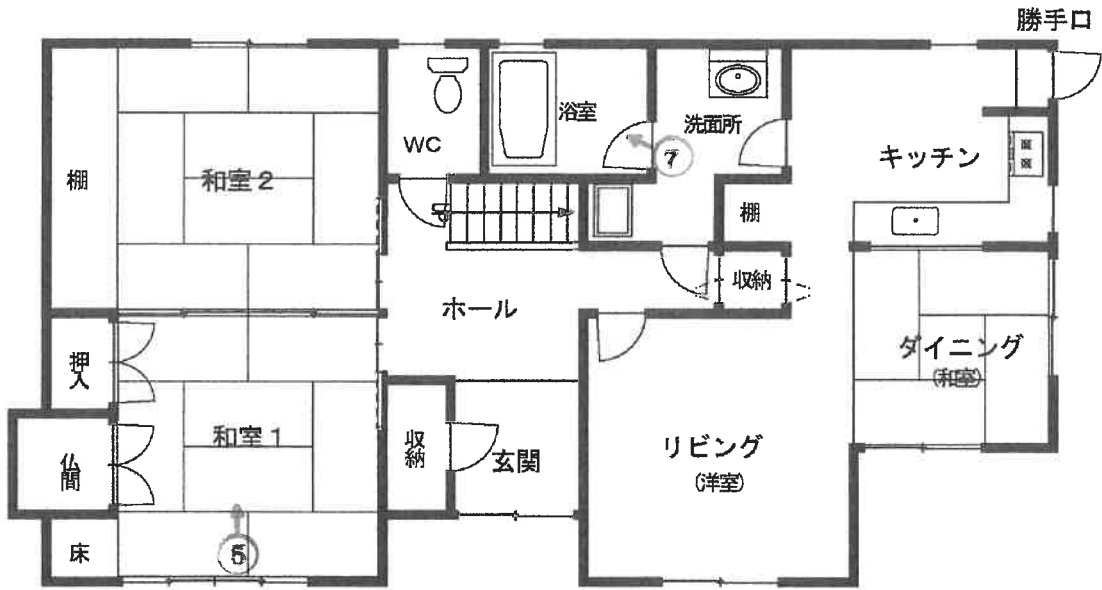 勝手口
浴室
洗面所
WC
⑦
キッチン
棚
和室2
棚
収納
ホール
ダイニング
(和室)
押入
和室1
収納
リビング
(洋室)
仏間
玄関
床
⑤